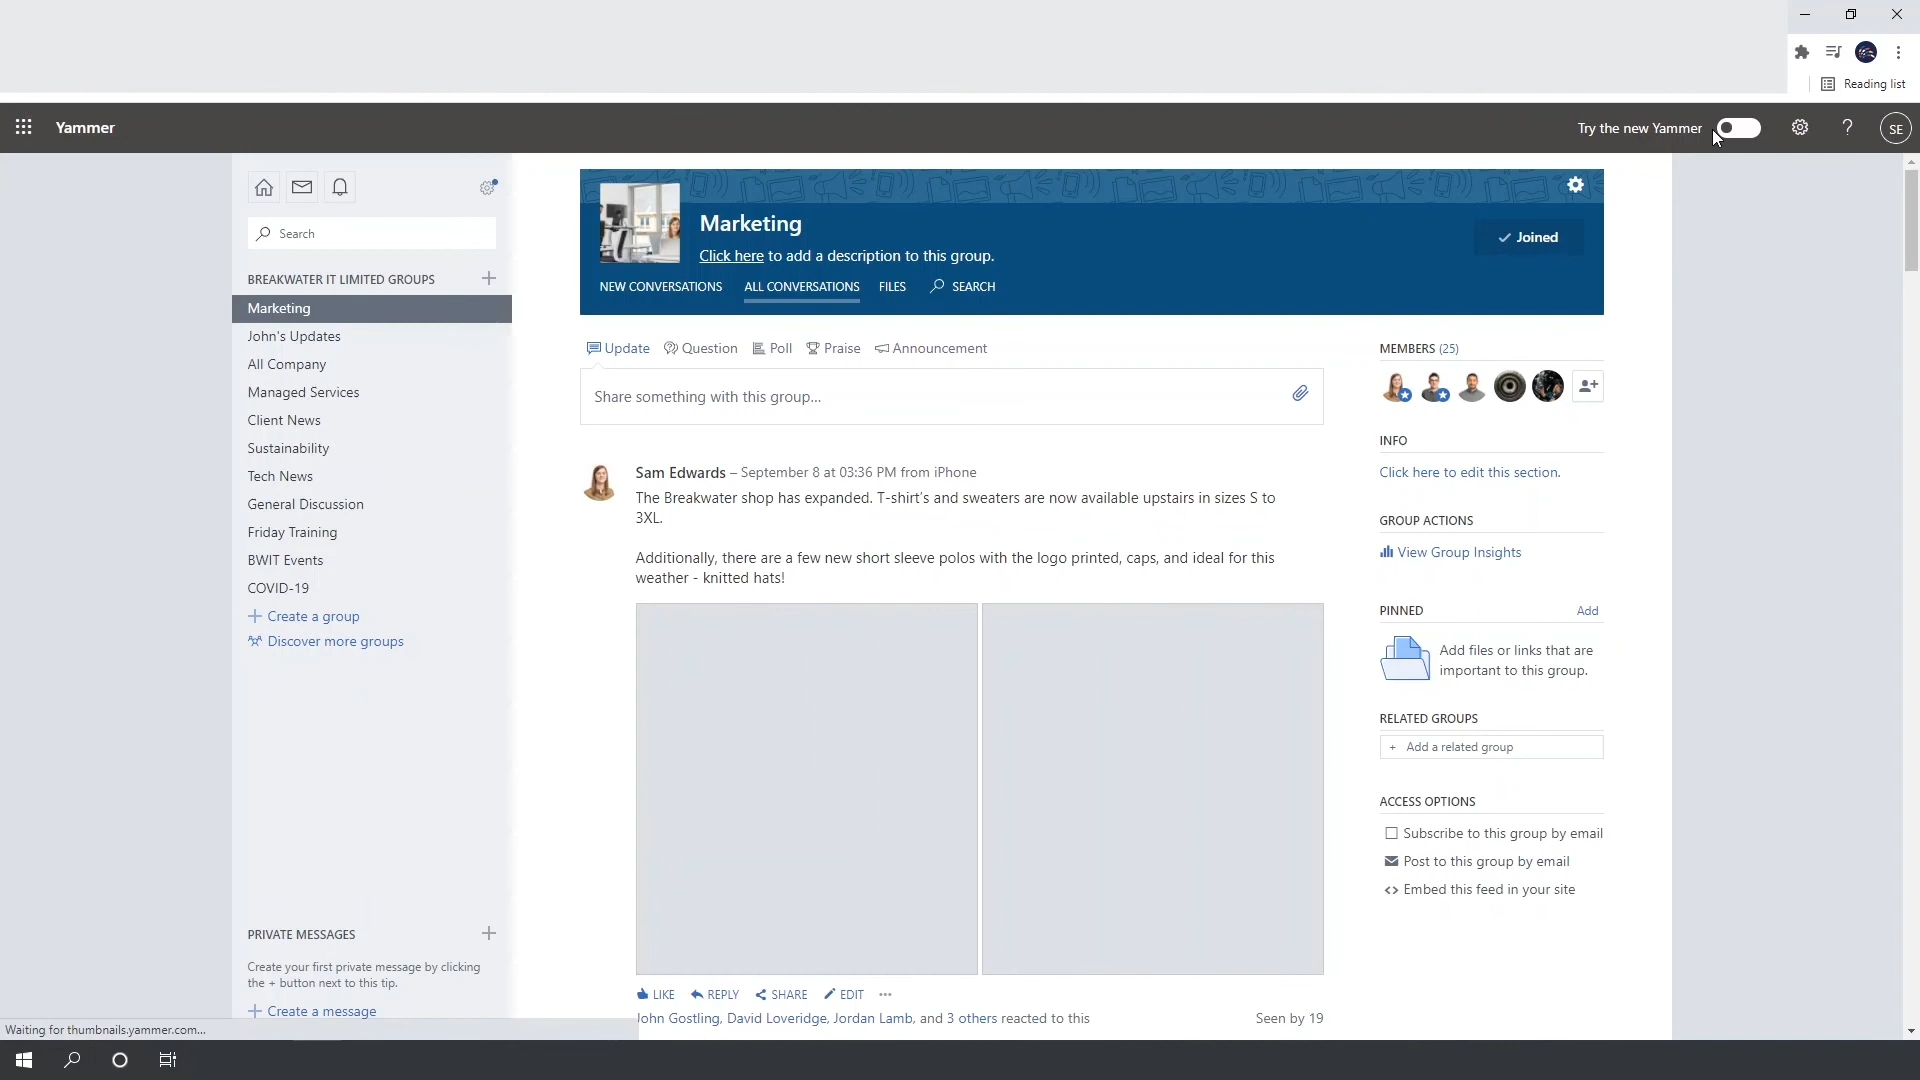 Reading list
Yammer
Try the new Yammer
?
SE
Search
BREAKWATER IT LIMITED GROUPS
Marketing
John's Updates
All Company
Managed Services
Client News
Sustainability
Tech News
General Discussion
Friday Training
BWIT Events
COVID-19
Create a group
Discover more groups
PRIVATE MESSAGES
Create your first private message by clicking
the + button next to this tip.
Create a message
Marketing
Click here to add a description to this group.
Joined
NEW CONVERSATIONS ALL CONVERSATIONS FILES SEARCH
Update Question Poll Praise Announcement
Share something with this group...
Sam Edwards – September 8 at 03:36 PM from iPhone
The Breakwater shop has expanded. T-shirt's and sweaters are now available upstairs in sizes S to
3XL.
Additionally, there are a few new short sleeve polos with the logo printed, caps, and ideal for this
weather - knitted hats!
LIKE REPLY SHARE EDIT
John Gostling, David Loveridge, Jordan Lamb, and 3 others reacted to this
Seen by 19
MEMBERS (25)
INFO
Click here to edit this section.
GROUP ACTIONS
View Group Insights
PINNED Add
Add files or links that are
important to this group.
RELATED GROUPS
+ Add a related group
ACCESS OPTIONS
Subscribe to this group by email
Post to this group by email
Embed this feed in your site
Waiting for thumbnails.yammer.com...